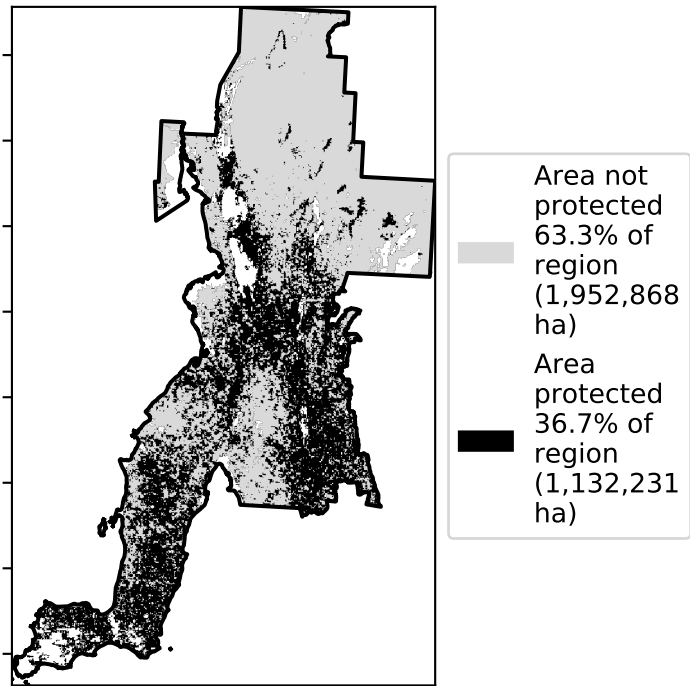 Area not
protected
63.3% of
region
(1,952,868
ha)
Area
protected
36.7% of
region
(1,132,231
ha)